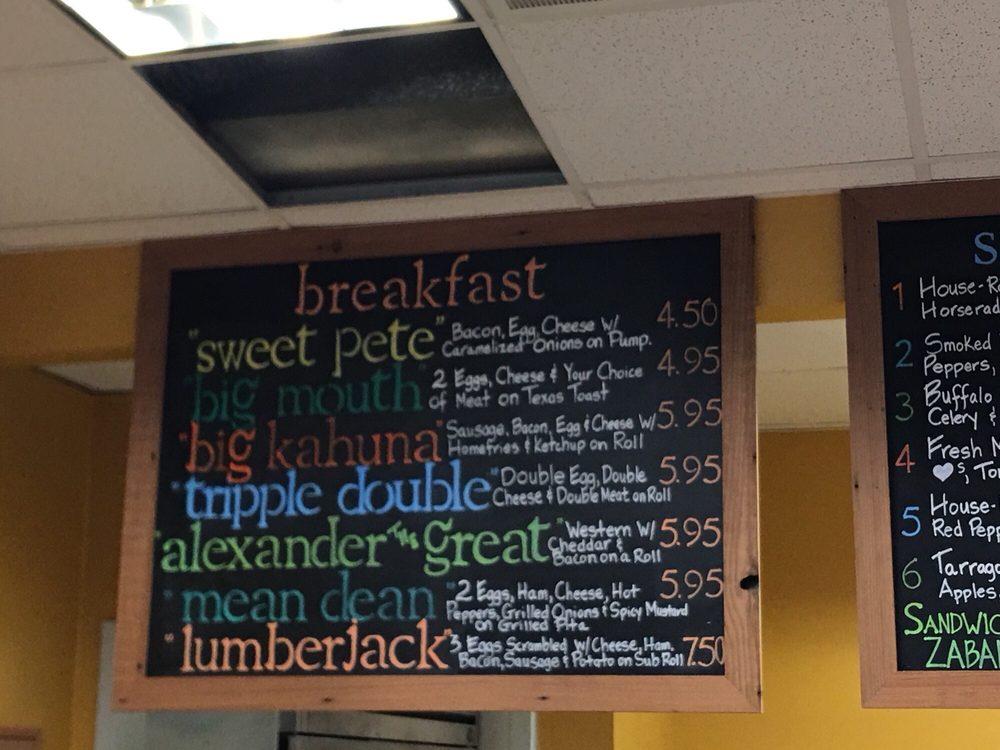 breakfast
"sweet pete" Bacon, Egg, Cheese w/ 4.50
Caramelized Onions on Pump.
"big mouth" 2 Eggs, Cheese & Your Choice 4.95
of Meat on Texas Toast
"big kahuna" Sausage, Bacon, Egg & Cheese w/ 5.95
Homefries & Ketchup on Roll
"tripple double" Double Egg, Double 5.95
Cheese & Double Meat on Roll
"alexander THE great" Western w/ 5.95
Cheddar &
Bacon on a Roll
"mean dean" 2 Eggs, Ham, Cheese, Hot 5.95
Peppers, Grilled Onions & Spicy Mustard
on Grilled Pita
"lumberjack" 3 Eggs Scrambled w/ Cheese, Ham, 7.50
Bacon, Sausage & Potato on Sub Roll
S
1 House-R
Horserad
2 Smoked
Peppers,
3 Buffalo
Celery &
4 Fresh M
♥s, To
5 House-
Red Pepp
6 Tarrago
Apples
SANDWIC
ZABA